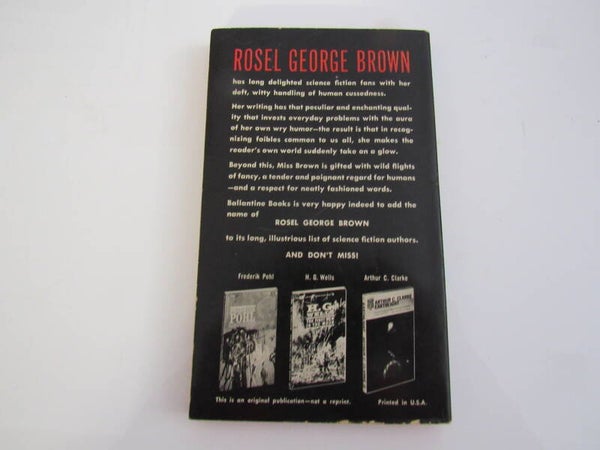 ROSEL GEORGE BROWN
has long delighted science fiction fans with her
deft, witty handling of human cussedness.
Her writing has that peculiar and enchanting qual-
ity that invests everyday problems with the aura
of her own wry humor—the result is that in recog-
nizing foibles common to us all, she makes the
reader's own world suddenly take on a glow.
Beyond this, Miss Brown is gifted with wild flights
of fancy, a tender and poignant regard for humans
—and a respect for neatly fashioned words.
Ballantine Books is very happy indeed to add the
name of
ROSEL GEORGE BROWN
to its long, illustrious list of science fiction authors.
AND DON'T MISS!
Frederik Pohl
H. G. Wells
Arthur C. Clarke
POHL
H.G.
ARTHUR C. CLARKE
EARTHLIGHT
This is an original publication—not a reprint.
Printed in U.S.A.